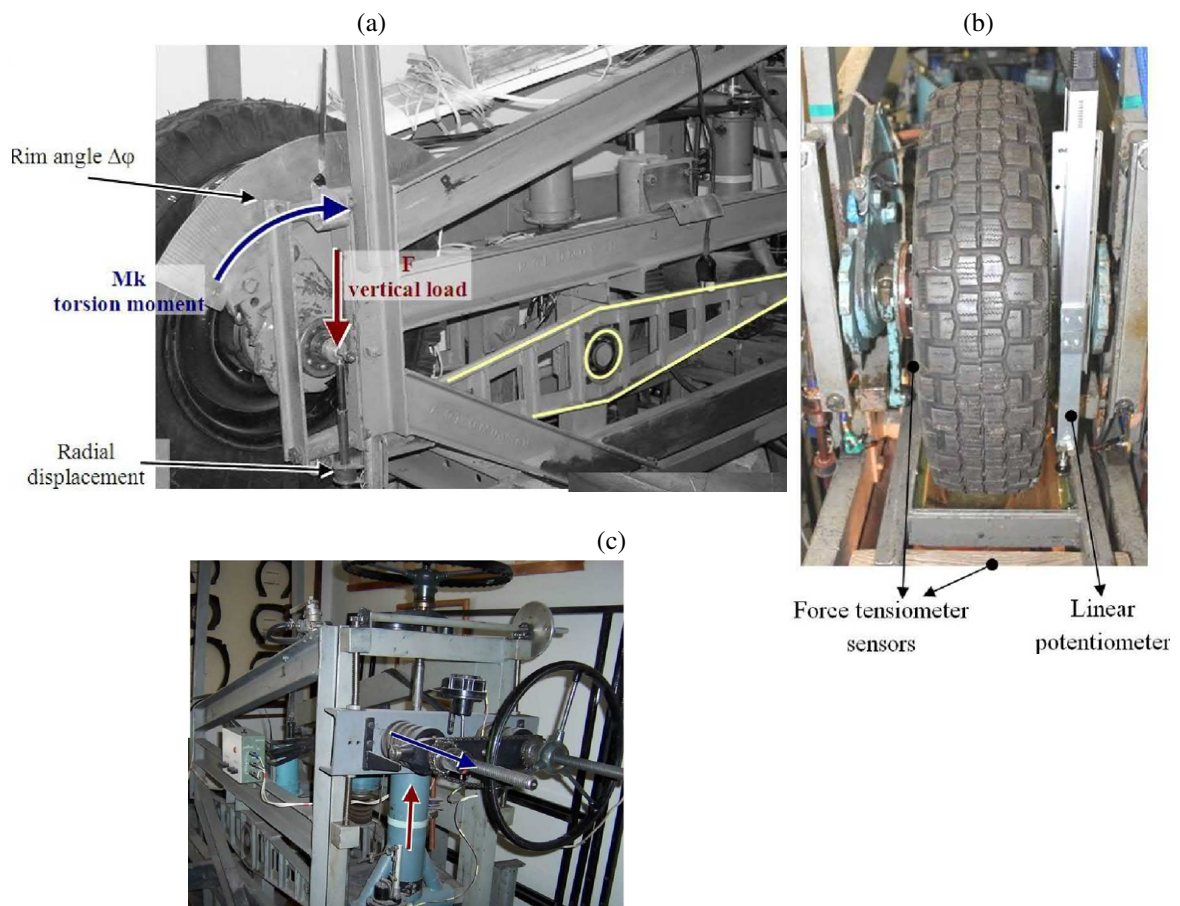 (a)
(b)
Rim angle Δφ
Mk
torsion moment
F
vertical load
Radial
displacement
(c)
Force tensiometer
sensors
Linear
potentiometer